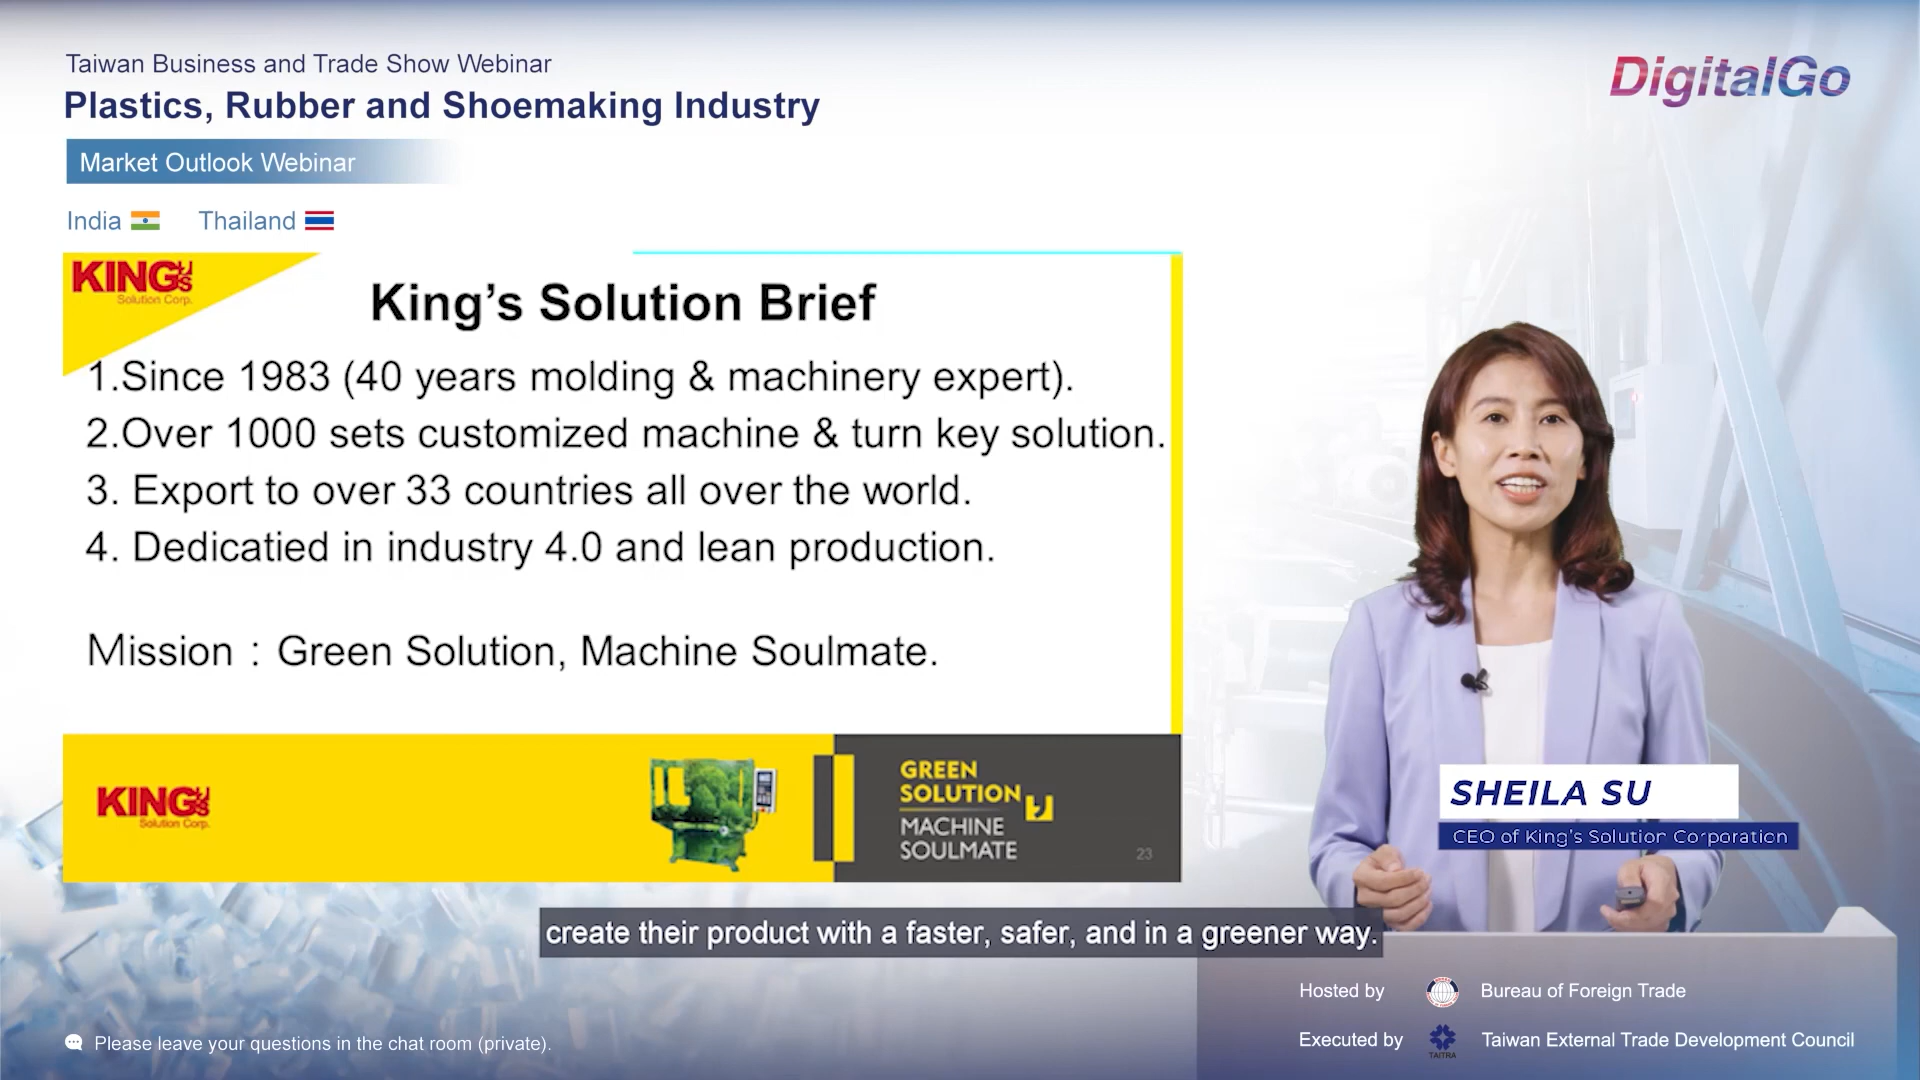 Taiwan Business and Trade Show Webinar
DigitalGo
Plastics, Rubber and Shoemaking Industry
Market Outlook Webinar
India Thailand
KING'S
Solution Corp.
King’s Solution Brief
1.Since 1983 (40 years molding & machinery expert).
2.Over 1000 sets customized machine & turn key solution.
3. Export to over 33 countries all over the world.
4. Dedicatied in industry 4.0 and lean production.
Mission：Green Solution, Machine Soulmate.
KING'S
Solution Corp.
GREEN
SOLUTION
MACHINE
SOULMATE
23
SHEILA SU
CEO of King's Solution Corporation
create their product with a faster, safer, and in a greener way.
Hosted by Bureau of Foreign Trade
Executed by TAITRA Taiwan External Trade Development Council
Please leave your questions in the chat room (private).